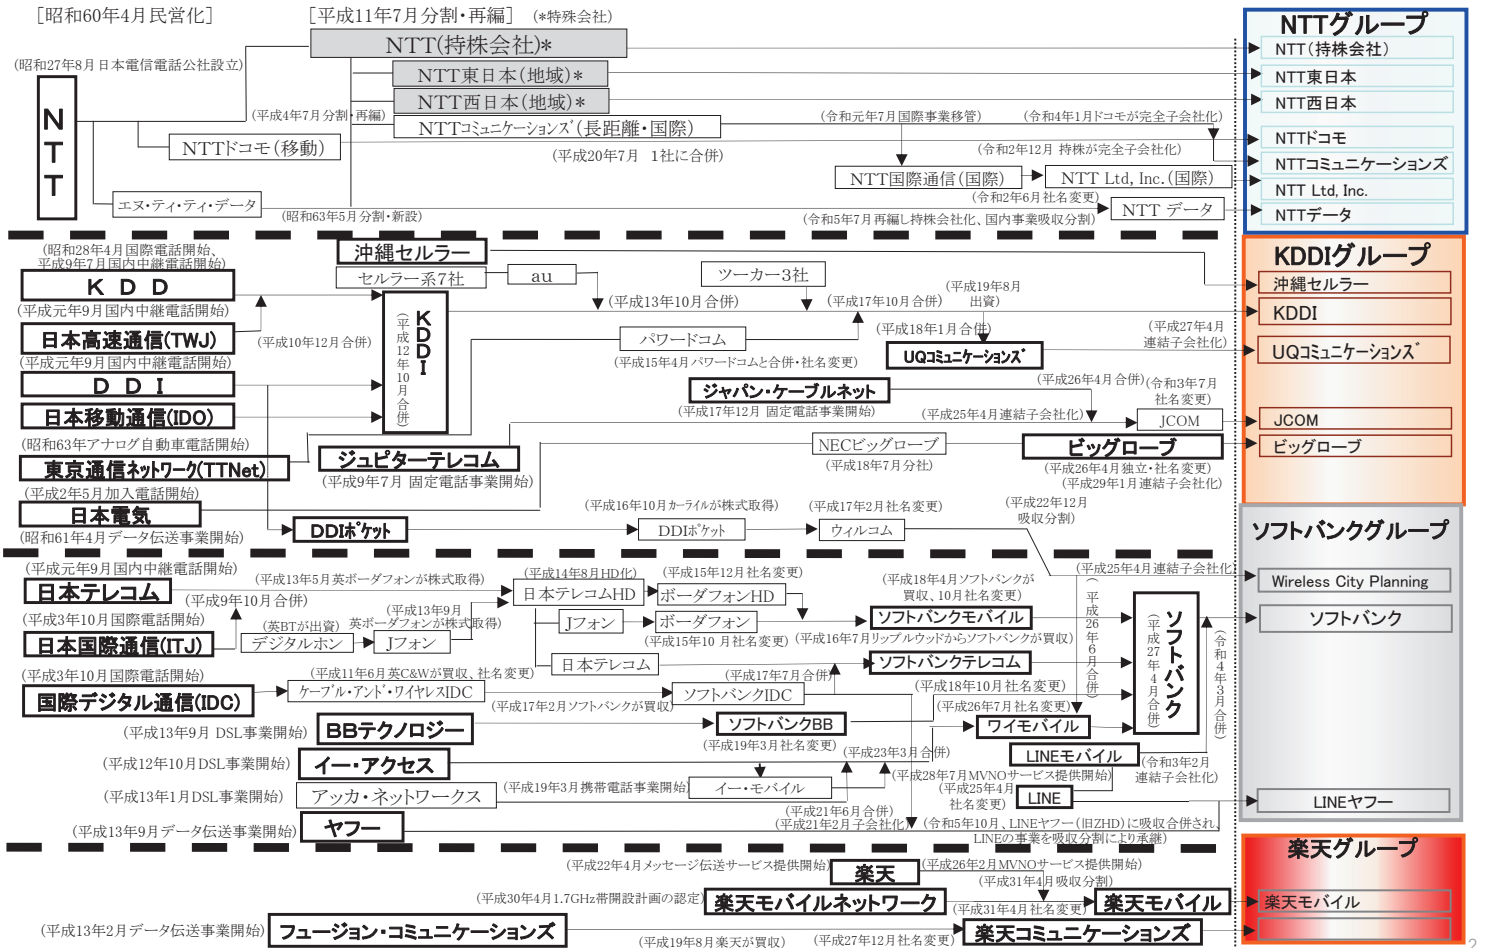 [昭和60年4月民営化]
[平成11年7月分割・再編]
(*特殊会社)
NTT(持株会社)*
(昭和27年8月日本電信電話公社設立)
NTT
NTT東日本(地域)*
NTT西日本(地域)*
(平成4年7月分割・再編)
NTTコミュニケーションズ(長距離・国際)
(令和元年7月国際事業移管)
(令和4年1月ドコモが完全子会社化)
NTTドコモ(移動)
(平成20年7月 1社に合併)
(令和2年12月 持株が完全子会社化)
NTT国際通信(国際)
NTT Ltd, Inc.(国際)
(令和2年6月社名変更)
エヌ・ティ・ティ・データ
(昭和63年5月分割・新設)
(令和5年7月再編し持株会社化、国内事業吸収分割)
NTT データ
NTTグループ
NTT(持株会社)
NTT東日本
NTT西日本
NTTドコモ
NTTコミュニケーションズ
NTT Ltd, Inc.
NTTデータ
(昭和28年4月国際電話開始、
平成9年7月国内中継電話開始)
KDD
沖縄セルラー
セルラー系7社
au
ツーカー3社
(平成13年10月合併)
(平成17年10月合併)
(平成19年8月
出資)
(平成元年9月国内中継電話開始)
日本高速通信(TWJ)
(平成10年12月合併)
KDDI
(平成12年10月合併)
パワードコム
(平成15年4月パワードコムと合併・社名変更)
(平成18年1月合併)
UQコミュニケーションズ
(平成27年4月
連結子会社化)
(平成元年9月国内中継電話開始)
DDI
日本移動通信(IDO)
(昭和63年アナログ自動車電話開始)
ジャパン・ケーブルネット
(平成17年12月 固定電話事業開始)
(平成26年4月合併)
(令和3年7月
社名変更)
(平成25年4月連結子会社化)
JCOM
東京通信ネットワーク(TTNet)
ジュピターテレコム
(平成9年7月 固定電話事業開始)
NECビッグローブ
(平成18年7月分社)
ビッグローブ
(平成26年4月独立・社名変更)
(平成29年1月連結子会社化)
(平成2年5月加入電話開始)
日本電気
(昭和61年4月データ伝送事業開始)
DDIポケット
(平成16年10月カーライルが株式取得)
DDIポケット
(平成17年2月社名変更)
ウィルコム
(平成22年12月
吸収分割)
KDDIグループ
沖縄セルラー
KDDI
UQコミュニケーションズ
JCOM
ビッグローブ
(平成元年9月国内中継電話開始)
日本テレコム
(平成13年5月英ボーダフォンが株式取得)
(平成9年10月合併)
(平成14年8月HD化)
日本テレコムHD
(平成15年12月社名変更)
ボーダフォンHD
(平成18年4月ソフトバンクが
買収、10月社名変更)
(平成25年4月連結子会社化)
(平成3年10月国際電話開始)
日本国際通信(ITJ)
(英BTが出資)
デジタルホン
(平成13年9月
英ボーダフォンが株式取得)
Jフォン
Jフォン
ボーダフォン
(平成15年10 月社名変更)
ソフトバンクモバイル
(平成16年7月リップルウッドからソフトバンクが買収)
(平成26年6月合併)
(平成27年4月合併)
ソフトバンク
(令和4年3月合併)
日本テレコム
ソフトバンクテレコム
(平成3年10月国際電話開始)
国際デジタル通信(IDC)
(平成11年6月英C&Wが買収、社名変更)
ケーブル・アンド・ワイヤレスIDC
(平成17年2月ソフトバンクが買収)
(平成17年7月合併)
ソフトバンクIDC
(平成18年10月社名変更)
(平成26年7月社名変更)
(平成13年9月 DSL事業開始)
BBテクノロジー
ソフトバンクBB
(平成19年3月社名変更)
ワイモバイル
(平成12年10月DSL事業開始)
イー・アクセス
(平成23年3月合併)
LINEモバイル
(令和3年2月
連結子会社化)
(平成28年7月MVNOサービス提供開始)
(平成13年1月DSL事業開始)
アッカ・ネットワークス
(平成19年3月携帯電話事業開始)
イー・モバイル
(平成25年4月
社名変更)
LINE
(平成21年6月合併)
(平成13年9月データ伝送事業開始)
ヤフー
(平成21年2月子会社化)
(令和5年10月、LINEヤフー(旧ZHD)に吸収合併され、
LINEの事業を吸収分割により承継)
ソフトバンクグループ
Wireless City Planning
ソフトバンク
LINEヤフー
(平成22年4月メッセージ伝送サービス提供開始)
楽天
(平成26年2月MVNOサービス提供開始)
(平成31年4月吸収分割)
(平成30年4月1.7GHz帯開設計画の認定)
楽天モバイルネットワーク
(平成31年4月社名変更)
楽天モバイル
(平成13年2月データ伝送事業開始)
フュージョン・コミュニケーションズ
(平成19年8月楽天が買収)
(平成27年12月社名変更)
楽天コミュニケーションズ
楽天グループ
楽天モバイル
2